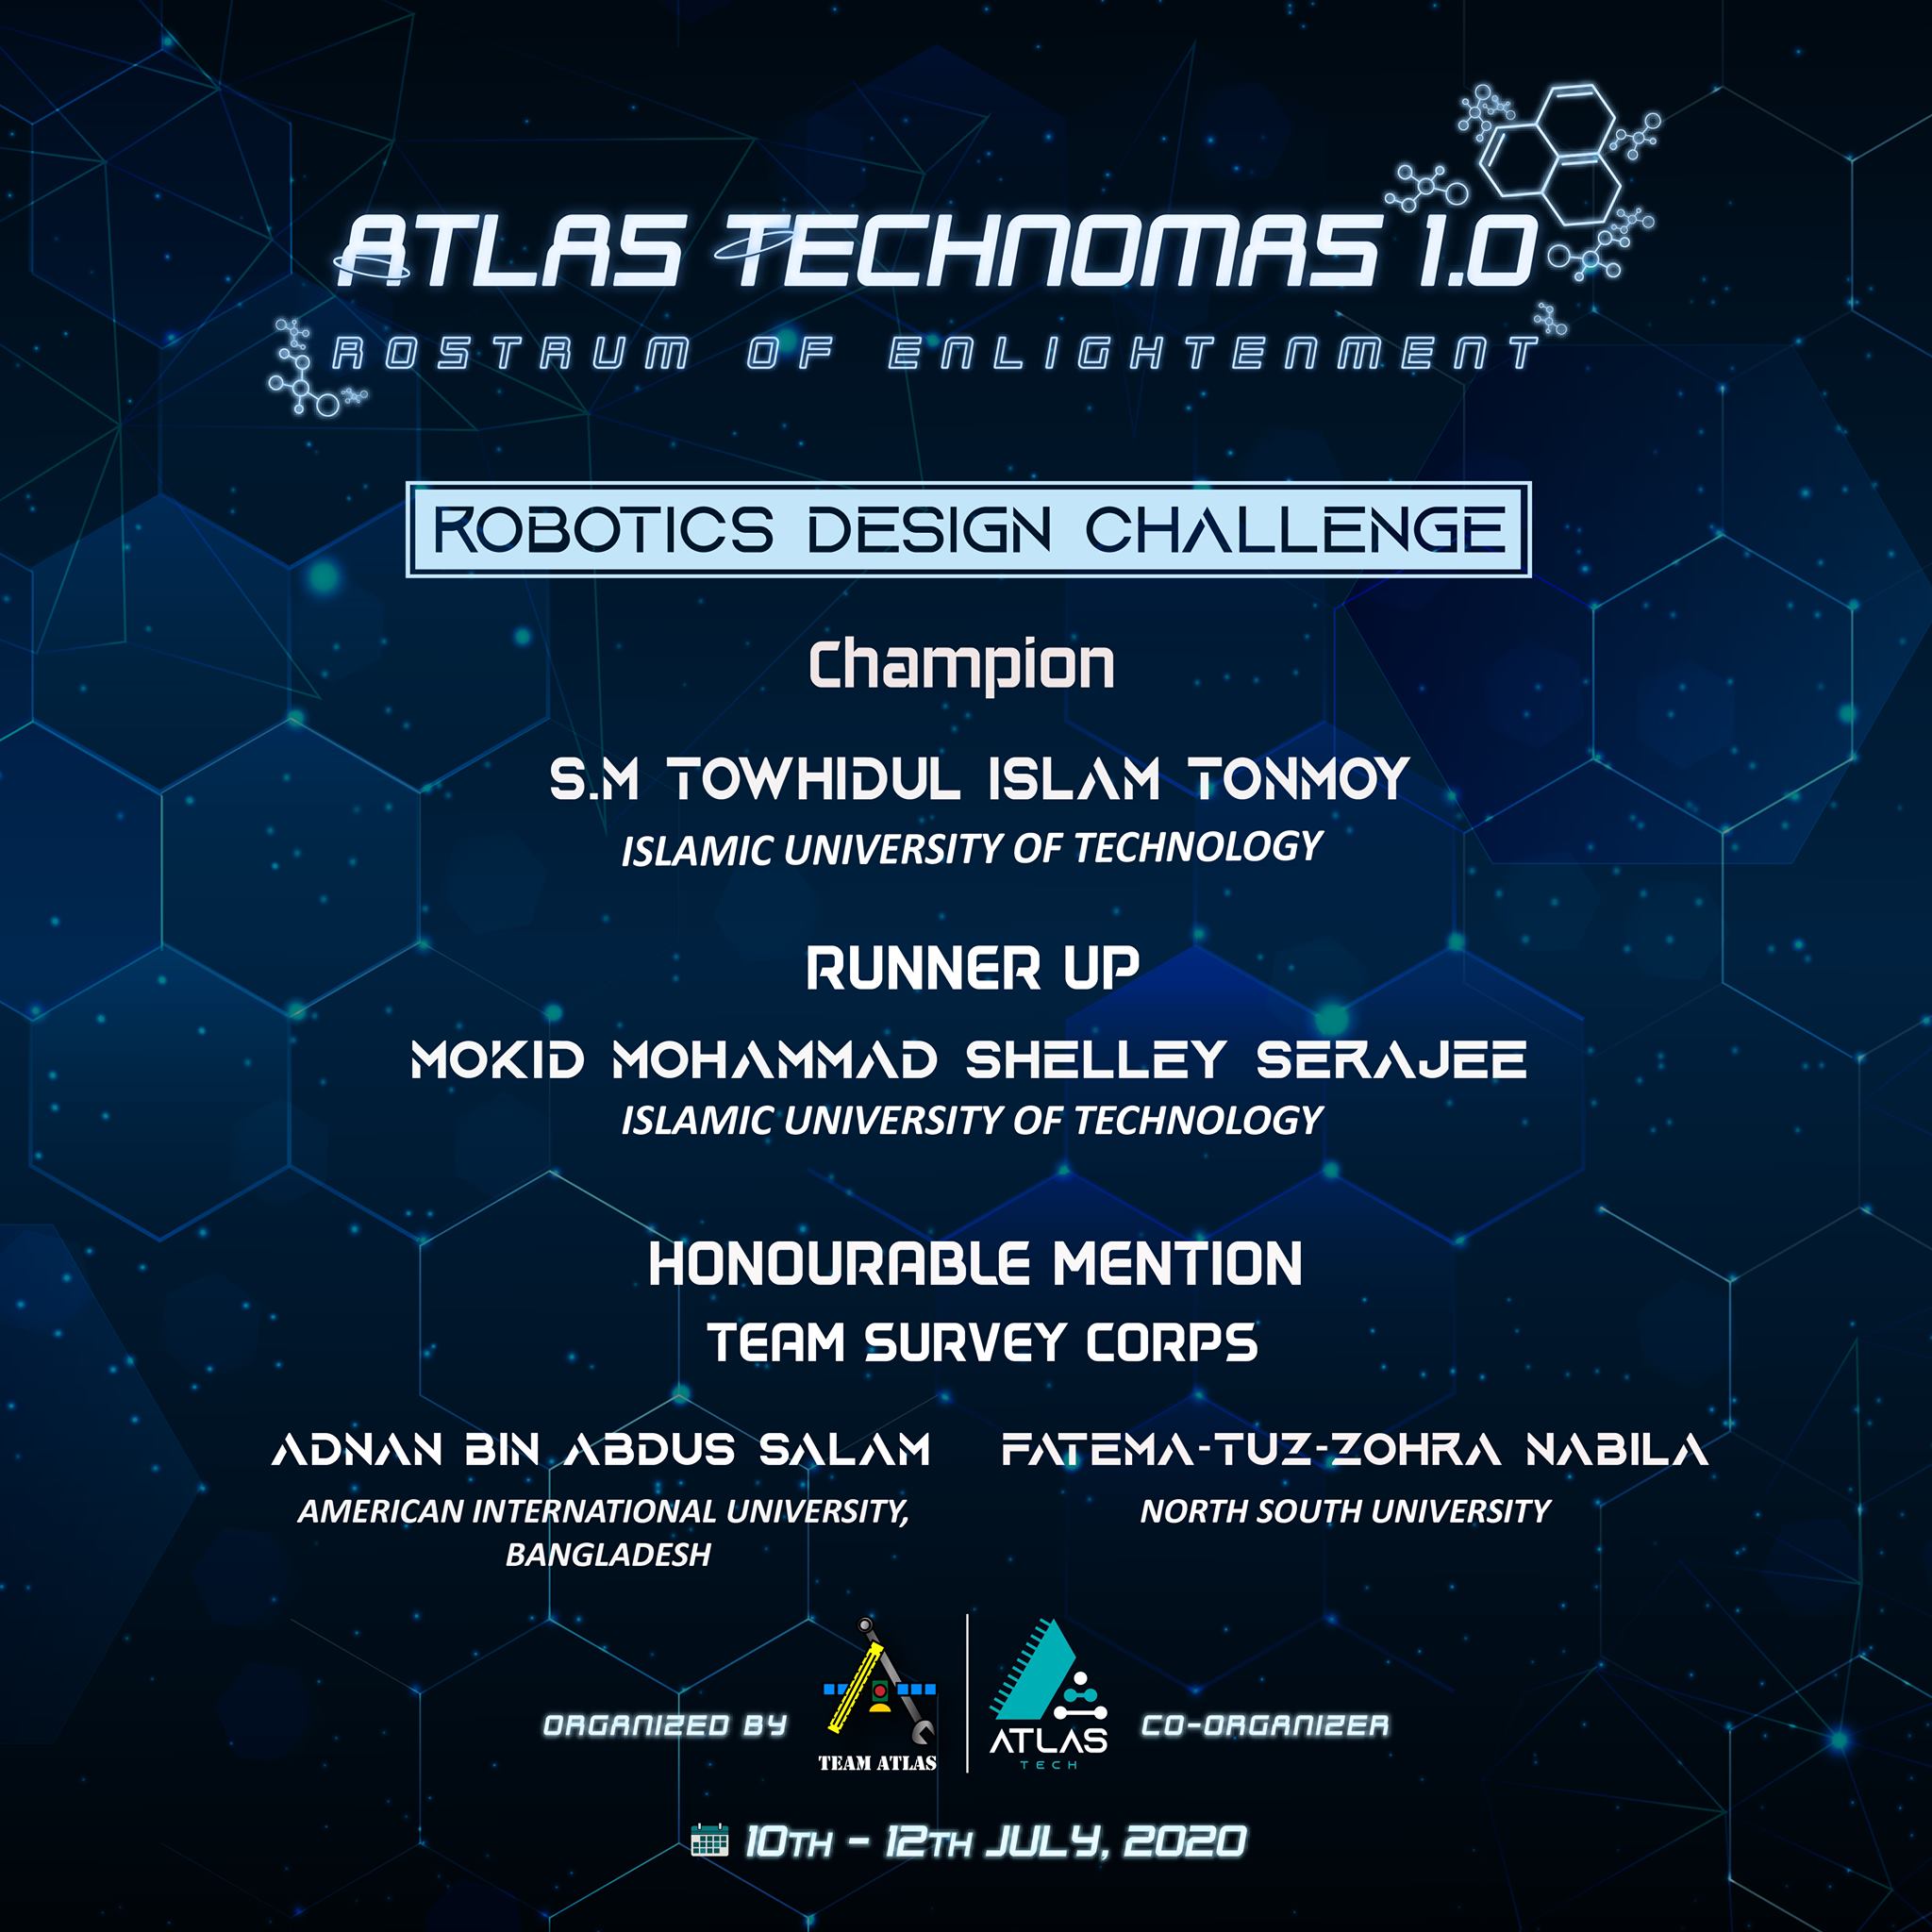 ATLAS TECHNOMAS 1.0
ROSTRUM OF ENLIGHTENMENT
ROBOTICS DESIGN CHALLENGE
Champion
S.M TOWHIDUL ISLAM TONMOY
ISLAMIC UNIVERSITY OF TECHNOLOGY
RUNNER UP
MOKID MOHAMMAD SHELLEY SERAJEE
ISLAMIC UNIVERSITY OF TECHNOLOGY
HONOURABLE MENTION
TEAM SURVEY CORPS
ADNAN BIN ABDUS SALAM
AMERICAN INTERNATIONAL UNIVERSITY,
BANGLADESH
FATEMA-TUZ-ZOHRA NABILA
NORTH SOUTH UNIVERSITY
ORGANIZED BY
TEAM ATLAS
ATLAS
TECH
CO-ORGANIZER
10TH - 12TH JULY, 2020